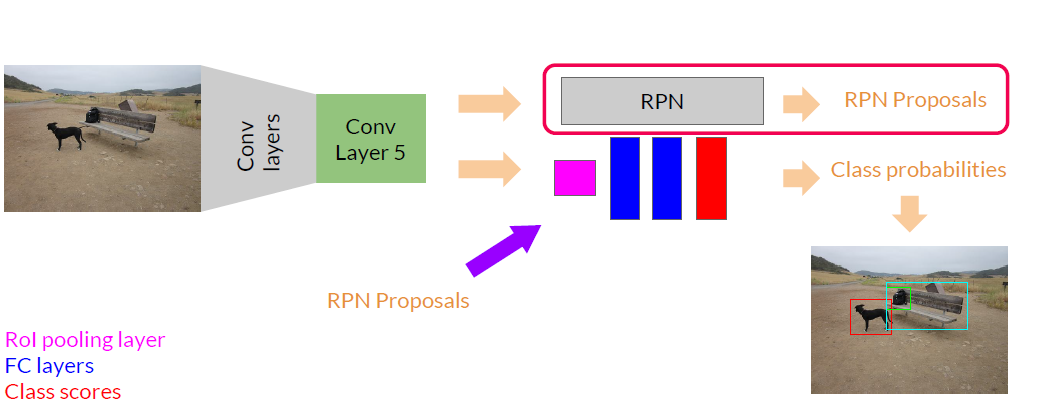 Conv
layers
Conv
Layer 5
RPN
RPN Proposals
Class probabilities
RPN Proposals
RoI pooling layer
FC layers
Class scores